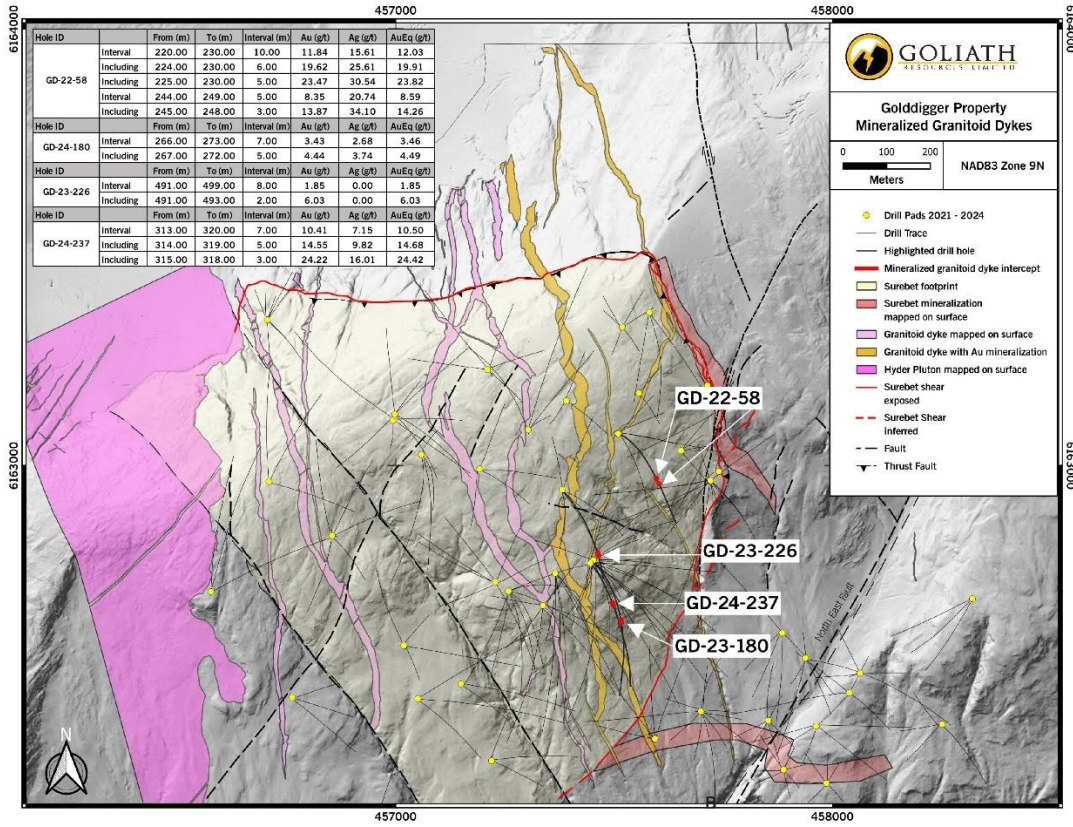 457000
458000
6164000
6164000
Hole ID From (m) To (m) Interval (m) Au (g/t) Ag (g/t) AuEq (g/t)
GD-22-58
Interval 220.00 230.00 10.00 11.84 15.61 12.03
Including 224.00 230.00 6.00 19.62 25.61 19.91
Including 225.00 230.00 5.00 23.47 30.54 23.82
Interval 244.00 249.00 5.00 8.35 20.74 8.59
Including 245.00 248.00 3.00 13.87 34.10 14.26
Hole ID From (m) To (m) Interval (m) Au (g/t) Ag (g/t) AuEq (g/t)
GD-24-180
Interval 266.00 273.00 7.00 3.43 2.68 3.46
Including 267.00 272.00 5.00 4.44 3.74 4.49
Hole ID From (m) To (m) Interval (m) Au (g/t) Ag (g/t) AuEq (g/t)
GD-23-226
Interval 491.00 499.00 8.00 1.85 0.00 1.85
Including 491.00 493.00 2.00 6.03 0.00 6.03
Hole ID From (m) To (m) Interval (m) Au (g/t) Ag (g/t) AuEq (g/t)
GD-24-237
Interval 313.00 320.00 7.00 10.41 7.15 10.50
Including 314.00 319.00 5.00 14.55 9.82 14.68
Including 315.00 318.00 3.00 24.22 16.01 24.42
GOLIATH
RESOURCES LIMITED
Golddigger Property
Mineralized Granitoid Dykes
0 100 200
Meters
NAD83 Zone 9N
Drill Pads 2021 - 2024
Drill Trace
Highlighted drill hole
Mineralized granitoid dyke intercept
Surebet footprint
Surebet mineralization
mapped on surface
Granitoid dyke mapped on surface
Granitoid dyke with Au mineralization
Hyder Pluton mapped on surface
Surebet shear
exposed
Surebet Shear
inferred
Fault
Thrust Fault
GD-22-58
6163000
6163000
GD-23-226
GD-24-237
GD-23-180
North East Fault
N
457000
458000